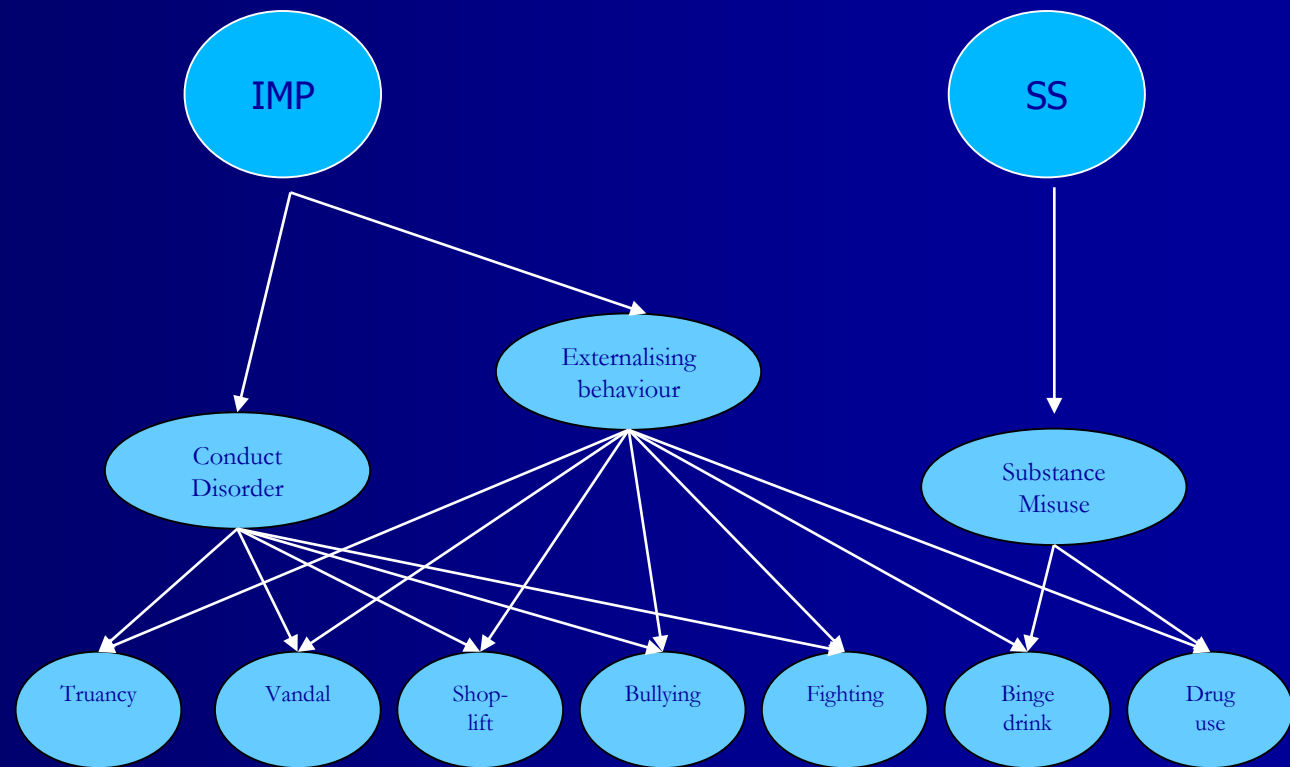 IMP
SS
Externalising
behaviour
Conduct
Disorder
Substance
Misuse
Truancy
Vandal
Shop-
lift
Bullying
Fighting
Binge
drink
Drug
use